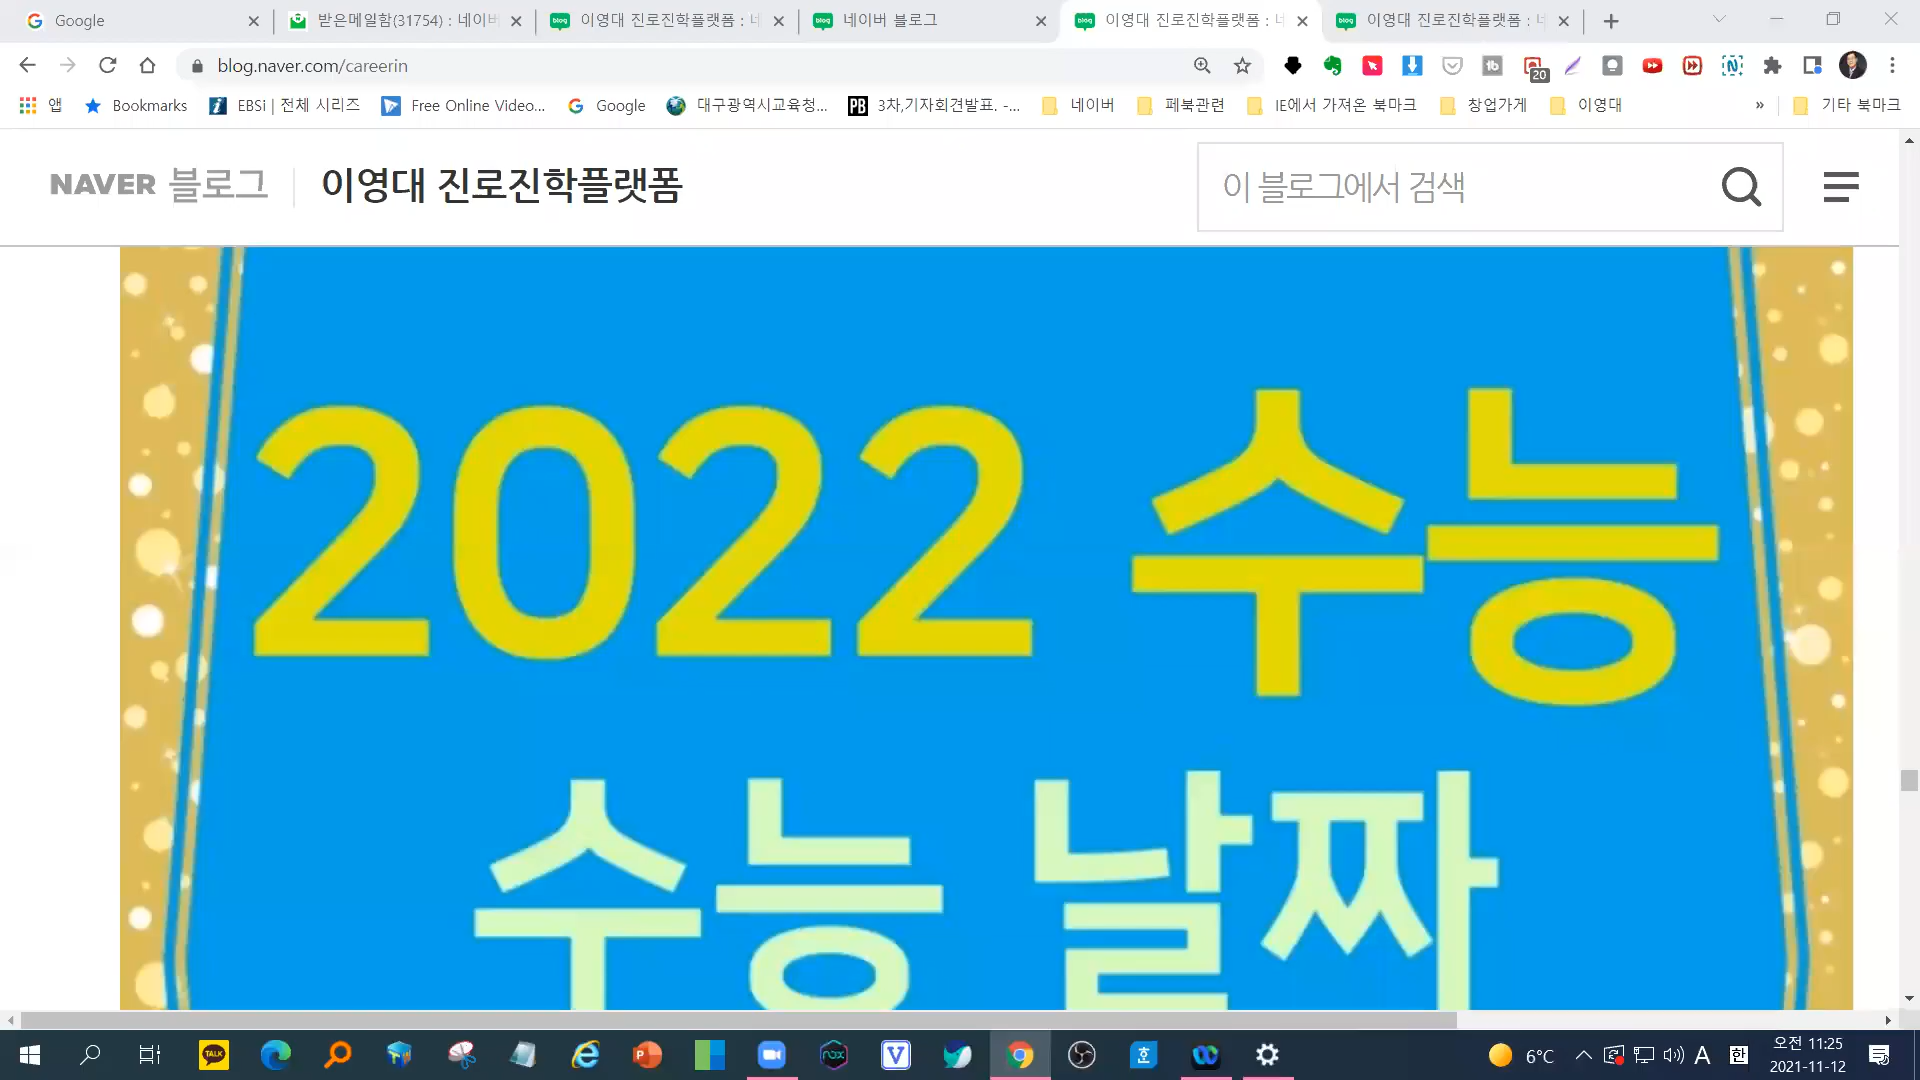 Google
받은메일함(31754) : 네이버
이영대 진로진학플랫폼 : 네
네이버 블로그
이영대 진로진학플랫폼 : 네
이영대 진로진학플랫폼 : 네
blog.naver.com/careerin
20
앱
Bookmarks
EBSi | 전체 시리즈
Free Online Video...
Google
대구광역시교육청...
PB
3차,기자회견발표. -...
네이버
페북관련
IE에서 가져온 북마크
창업가게
이영대
»
기타 북마크
NAVER 블로그
이영대 진로진학플랫폼
이 블로그에서 검색
2022 수능
수능 날짜
TALK
6°C
A
한
오전 11:25
2021-11-12